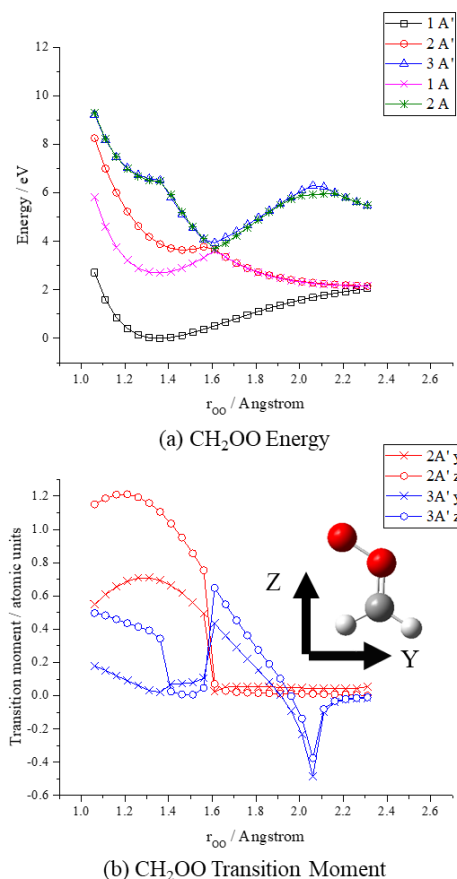 1 A'
2 A'
3 A'
1 A
2 A
12
10
8
6
4
2
0
Energy / eV
1.0 1.2 1.4 1.6 1.8 2.0 2.2 2.4 2.6
rOO / Angstrom
(a) CH2OO Energy
2A' y
2A' z
3A' y
3A' z
1.2
1.0
0.8
0.6
0.4
0.2
0.0
-0.2
-0.4
-0.6
Transition moment / atomic units
Z
Y
1.0 1.2 1.4 1.6 1.8 2.0 2.2 2.4 2.6
rOO / Angstrom
(b) CH2OO Transition Moment